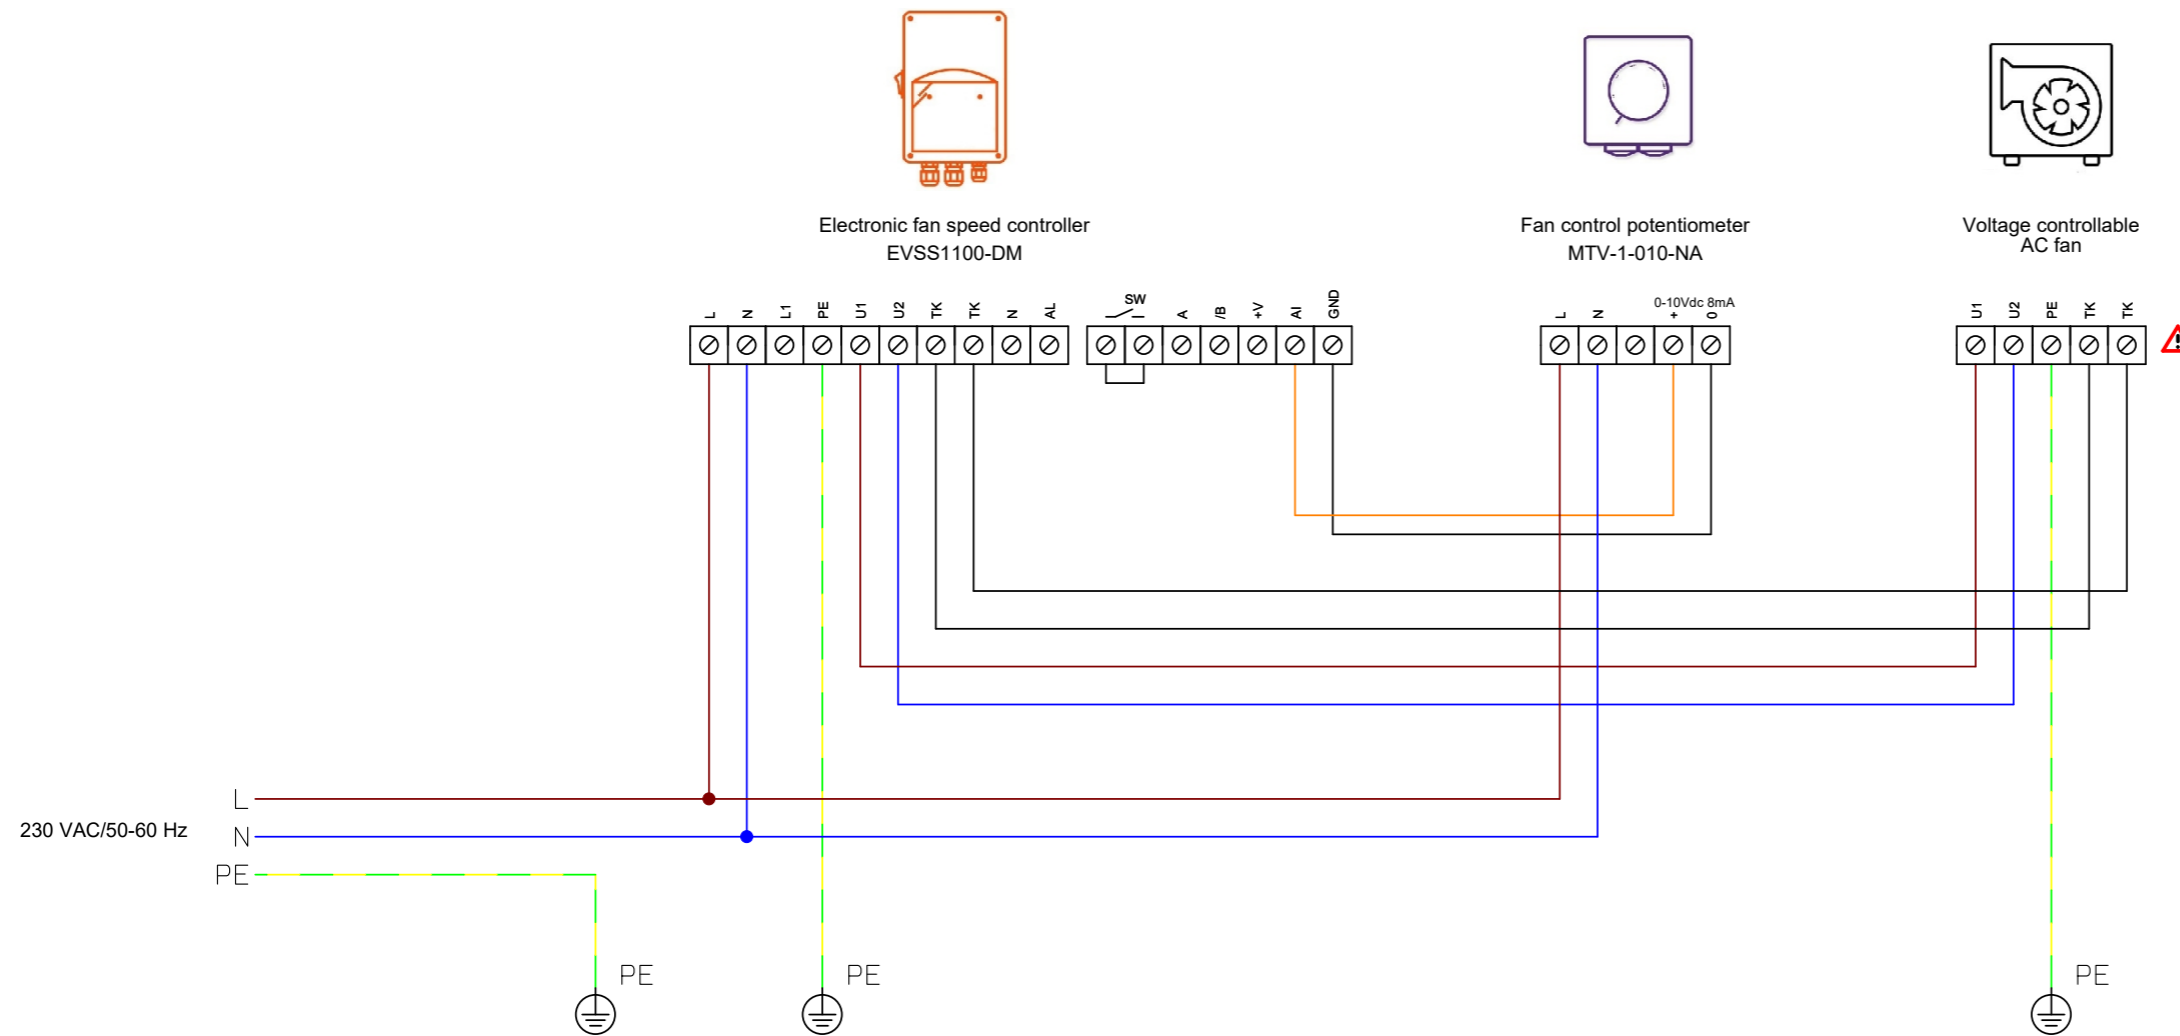 Electronic fan speed controller
EVSS1100-DM
Fan control potentiometer
MTV-1-010-NA
Voltage controllable
AC fan
L N L1 PE U1 U2 TK TK N AL
SW A /B +V AI GND
0-10Vdc 8mA
L N + 0
U1 U2 PE TK TK
L
230 VAC/50-60 Hz
N
PE
PE
PE
PE